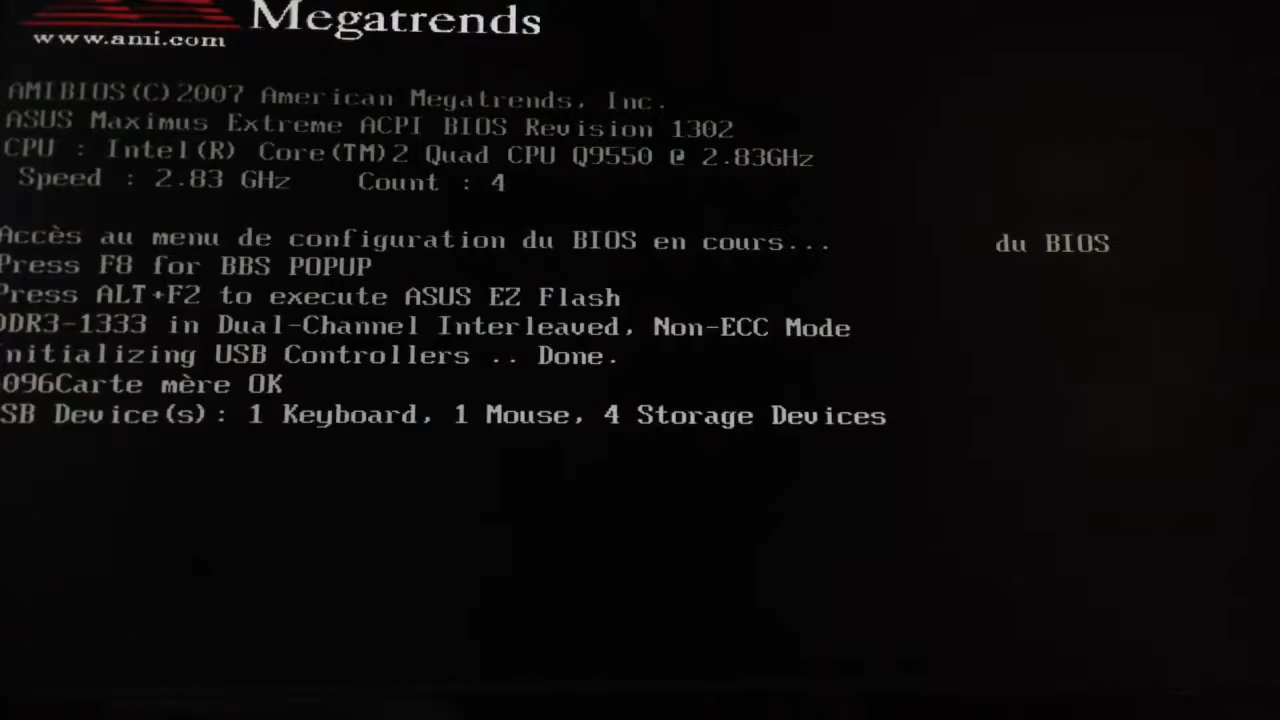 Megatrends
www.ami.com
AMIBIOS(C)2007 American Megatrends, Inc.
ASUS Maximus Extreme ACPI BIOS Revision 1302
CPU : Intel(R) Core(TM)2 Quad CPU Q9550 @ 2.83GHz
Speed : 2.83 GHz Count : 4
Accès au menu de configuration du BIOS en cours... du BIOS
Press F8 for BBS POPUP
Press ALT+F2 to execute ASUS EZ Flash
DDR3-1333 in Dual-Channel Interleaved, Non-ECC Mode
Initializing USB Controllers .. Done.
096Carte mère OK
SB Device(s): 1 Keyboard, 1 Mouse, 4 Storage Devices